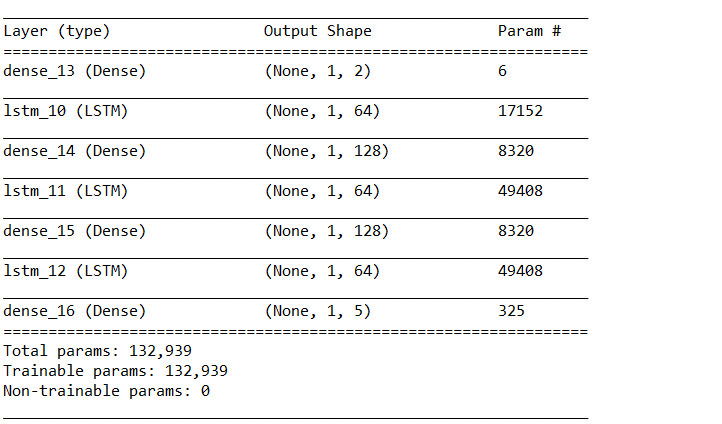 Layer (type) Output Shape Param #
=================================================================
dense_13 (Dense) (None, 1, 2) 6
lstm_10 (LSTM) (None, 1, 64) 17152
dense_14 (Dense) (None, 1, 128) 8320
lstm_11 (LSTM) (None, 1, 64) 49408
dense_15 (Dense) (None, 1, 128) 8320
lstm_12 (LSTM) (None, 1, 64) 49408
dense_16 (Dense) (None, 1, 5) 325
=================================================================
Total params: 132,939
Trainable params: 132,939
Non-trainable params: 0